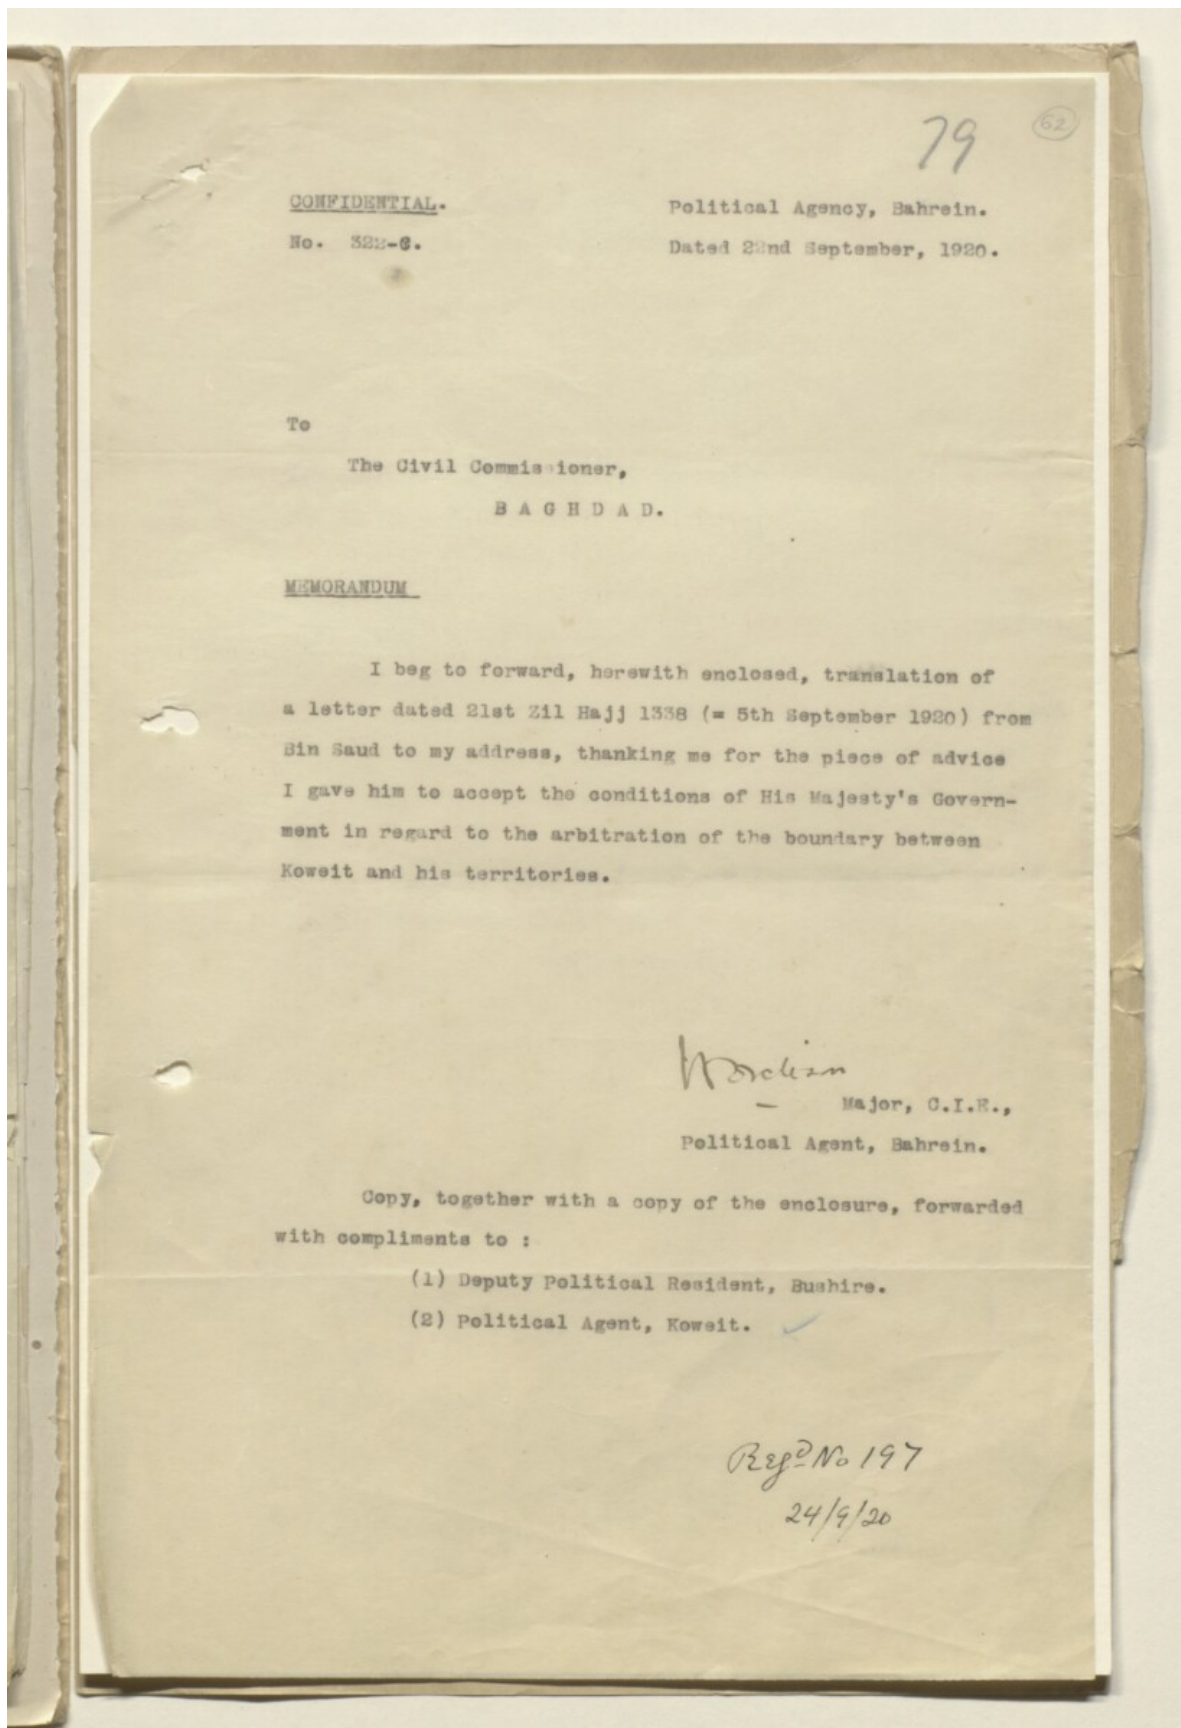 79
62
CONFIDENTIAL.
Political Agency, Bahrein.
No. 322-C.
Dated 22nd September, 1920.
To
The Civil Commissioner,
B A G H D A D.
MEMORANDUM
I beg to forward, herewith enclosed, translation of
a letter dated 21st Zil Hajj 1338 (= 5th September 1920) from
Bin Saud to my address, thanking me for the piece of advice
I gave him to accept the conditions of His Majesty's Govern-
ment in regard to the arbitration of the boundary between
Koweit and his territories.
Major, C.I.E.,
Political Agent, Bahrein.
Copy, together with a copy of the enclosure, forwarded
with compliments to :
(1) Deputy Political Resident, Bushire.
(2) Political Agent, Koweit.
Regd No 197
24/9/20